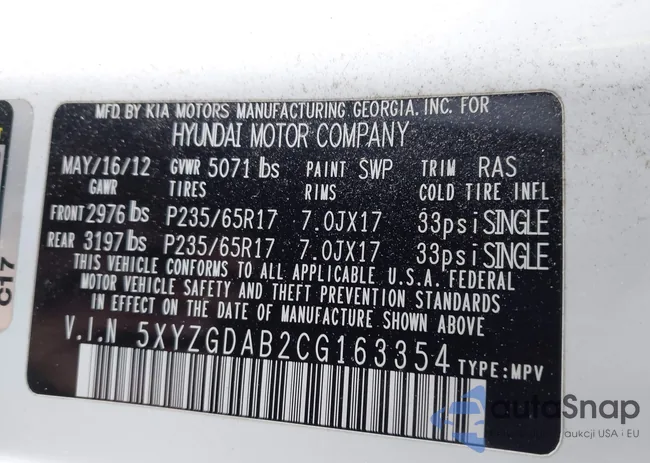 MFD. BY KIA MOTORS MANUFACTURING GEORGIA, INC. FOR
HYUNDAI MOTOR COMPANY
MAY/16/12 GVWR 5071 lbs PAINT SWP TRIM RAS
GAWR TIRES RIMS COLD TIRE INFL
FRONT 2976 lbs P235/65R17 7.0JX17 33psi SINGLE
REAR 3197 lbs P235/65R17 7.0JX17 33psi SINGLE
THIS VEHICLE CONFORMS TO ALL APPLICABLE U.S.A. FEDERAL
MOTOR VEHICLE SAFETY AND THEFT PREVENTION STANDARDS
IN EFFECT ON THE DATE OF MANUFACTURE SHOWN ABOVE.
V.I.N 5XYZGDAB2CG163354 TYPE:MPV
C17
autoSnap
aukcji USA i EU